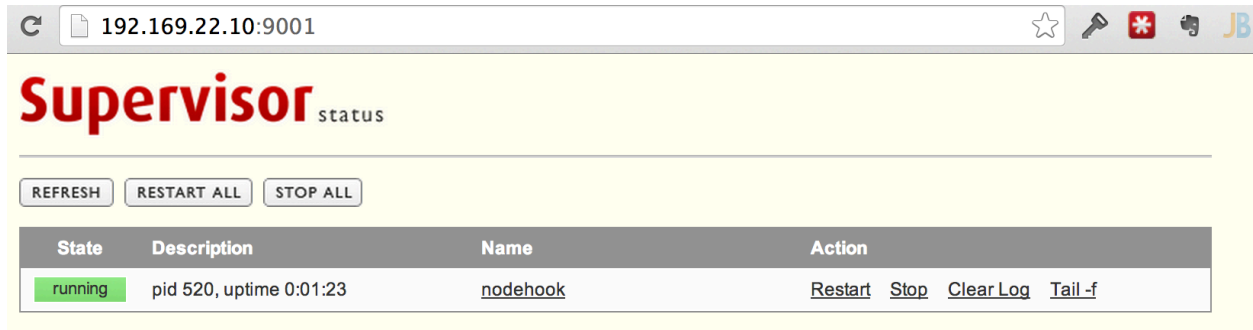 192.169.22.10:9001
JB
Supervisor status
REFRESH RESTART ALL STOP ALL
State Description Name Action
running pid 520, uptime 0:01:23 nodehook Restart Stop Clear Log Tail -f